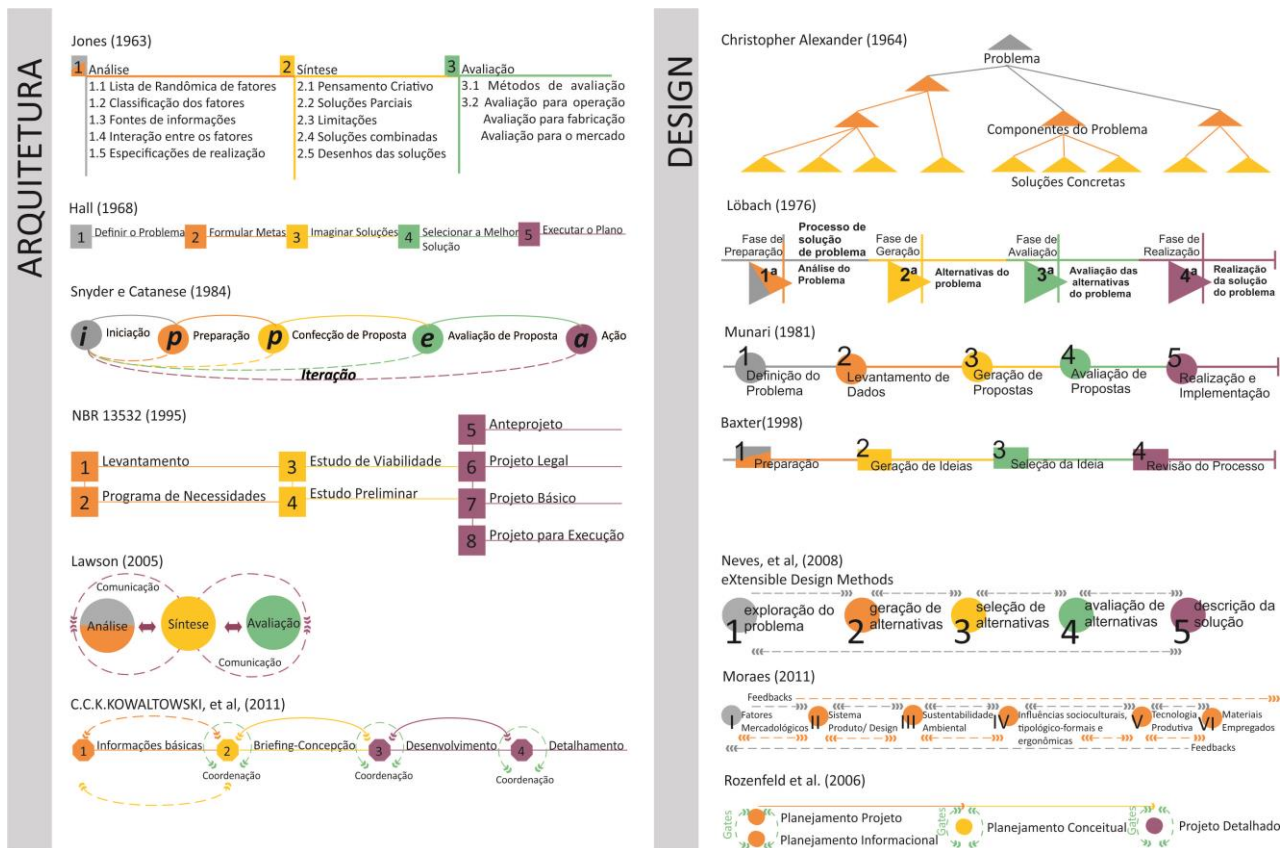 ARQUITETURA
Jones (1963)
1 Análise
1.1 Lista de Randômica de fatores
1.2 Classificação dos fatores
1.3 Fontes de informações
1.4 Interação entre os fatores
1.5 Especificações de realização
2 Síntese
2.1 Pensamento Criativo
2.2 Soluções Parciais
2.3 Limitações
2.4 Soluções combinadas
2.5 Desenhos das soluções
3 Avaliação
3.1 Métodos de avaliação
3.2 Avaliação para operação
Avaliação para fabricação
Avaliação para o mercado
Hall (1968)
1 Definir o Problema
2 Formular Metas
3 Imaginar Soluções
4 Selecionar a Melhor
Solução
5 Executar o Plano
Snyder e Catanese (1984)
i Iniciação
p Preparação
p Confecção de Proposta
e Avaliação de Proposta
a Ação
Iteração
NBR 13532 (1995)
1 Levantamento
2 Programa de Necessidades
3 Estudo de Viabilidade
4 Estudo Preliminar
5 Anteprojeto
6 Projeto Legal
7 Projeto Básico
8 Projeto para Execução
Lawson (2005)
Comunicação
Análise
Síntese
Avaliação
Comunicação
C.C.K.KOWALTOWSKI, et al, (2011)
1 Informações básicas
2 Briefing-Concepção
3 Desenvolvimento
4 Detalhamento
Coordenação
Coordenação
Coordenação
DESIGN
Christopher Alexander (1964)
Problema
Componentes do Problema
Soluções Concretas
Löbach (1976)
Fase de
Preparação
Processo de
solução
de problema
1ª
Análise do
Problema
Fase de
Geração
2ª
Alternativas do
problema
Fase de
Avaliação
3ª
Avaliação das
alternativas
do problema
Fase de
Realização
4ª
Realização
da solução
do problema
Munari (1981)
1
Definição do
Problema
2
Levantamento de
Dados
3
Geração de
Propostas
4
Avaliação de
Propostas
5
Realização e
Implementação
Baxter(1998)
1 Preparação
2 Geração de Ideias
3 Seleção da Ideia
4 Revisão do Processo
Neves, et al, (2008)
eXtensible Design Methods
1
exploração do
problema
2
geração de
alternativas
3
seleção de
alternativas
4
avaliação de
alternativas
5
descrição da
solução
Moraes (2011)
Feedbacks
I
Fatores
Mercadológicos
II
Sistema
Produto/ Design
III
Sustentabilidade
Ambiental
IV
Influências socioculturais,
tipológico-formais e
ergonômicas
V
Tecnologia
Produtiva
VI
Materiais
Empregados
Feedbacks
Rozenfeld et al. (2006)
Gates
Planejamento Projeto
Planejamento Informacional
Gates
Planejamento Conceitual
Gates
Projeto Detalhado